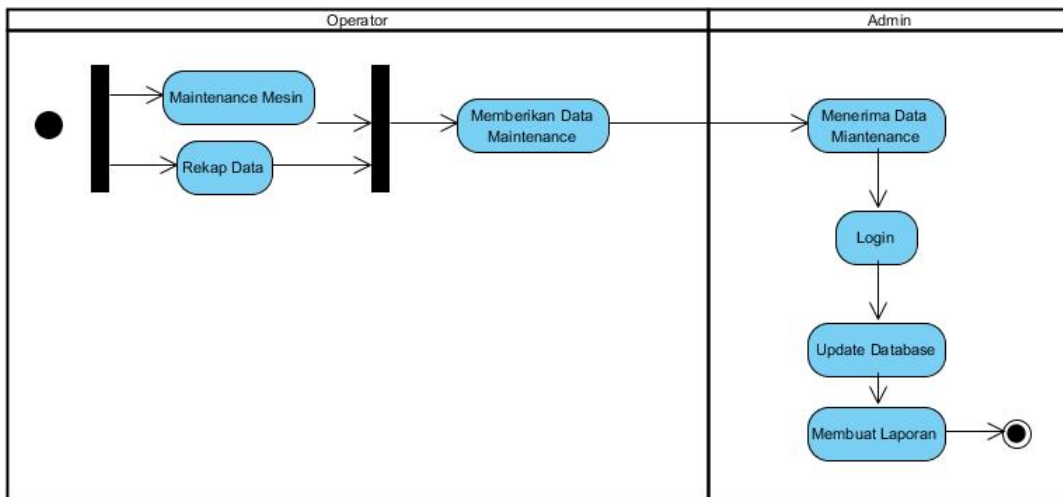 Operator
Admin
Maintenance Mesin
Rekap Data
Memberikan Data
Maintenance
Menerima Data
Miantenance
Login
Update Database
Membuat Laporan